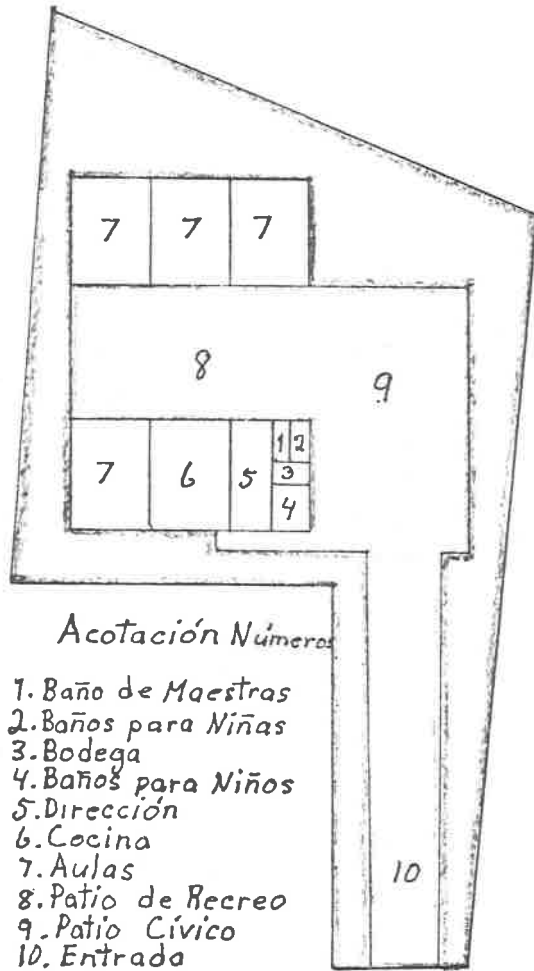 7 7 7
8
9
7 6 5 1 2
3
4
Acotación Números
1. Baño de Maestras
2. Baños para Niñas
3. Bodega
4. Baños para Niños
5. Dirección
6. Cocina
7. Aulas
8. Patio de Recreo
9. Patio Cívico
10. Entrada
10